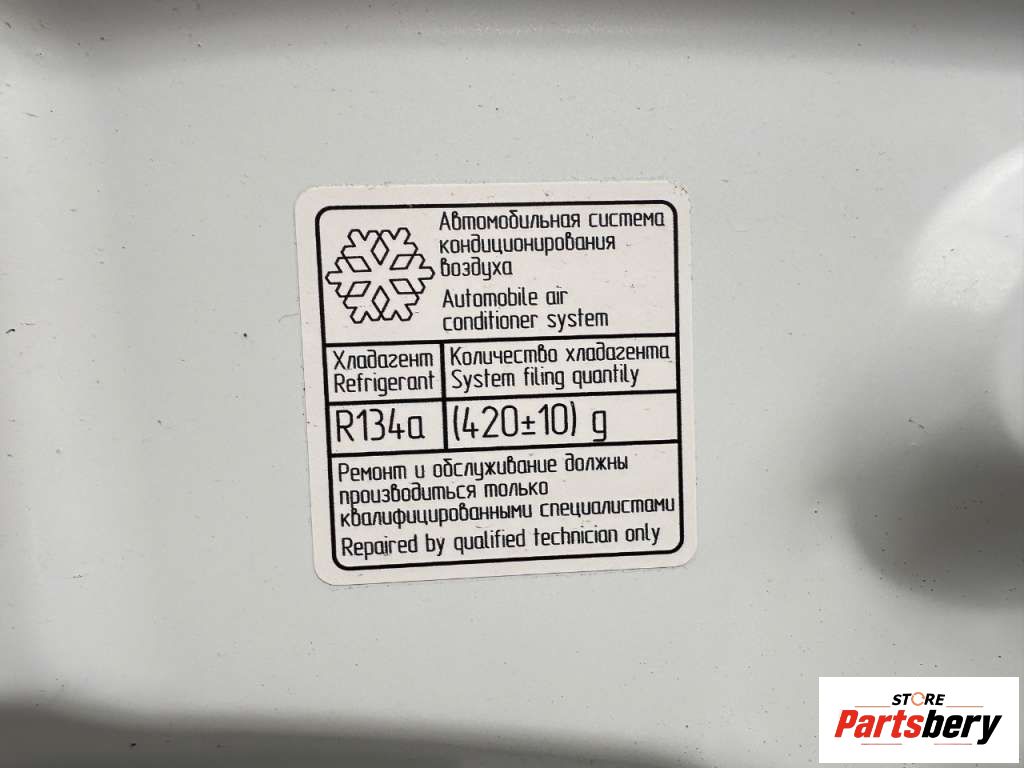 Автомобильная система
кондиционирования
воздуха
Automobile air
conditioner system
Хладагент
Refrigerant
Количество хладагента
System filing quantily
R134a
(420±10) g
Ремонт и обслуживание должны
производиться только
квалифицированными специалистами
Repaired by qualified technician only
STORE
Partsbery